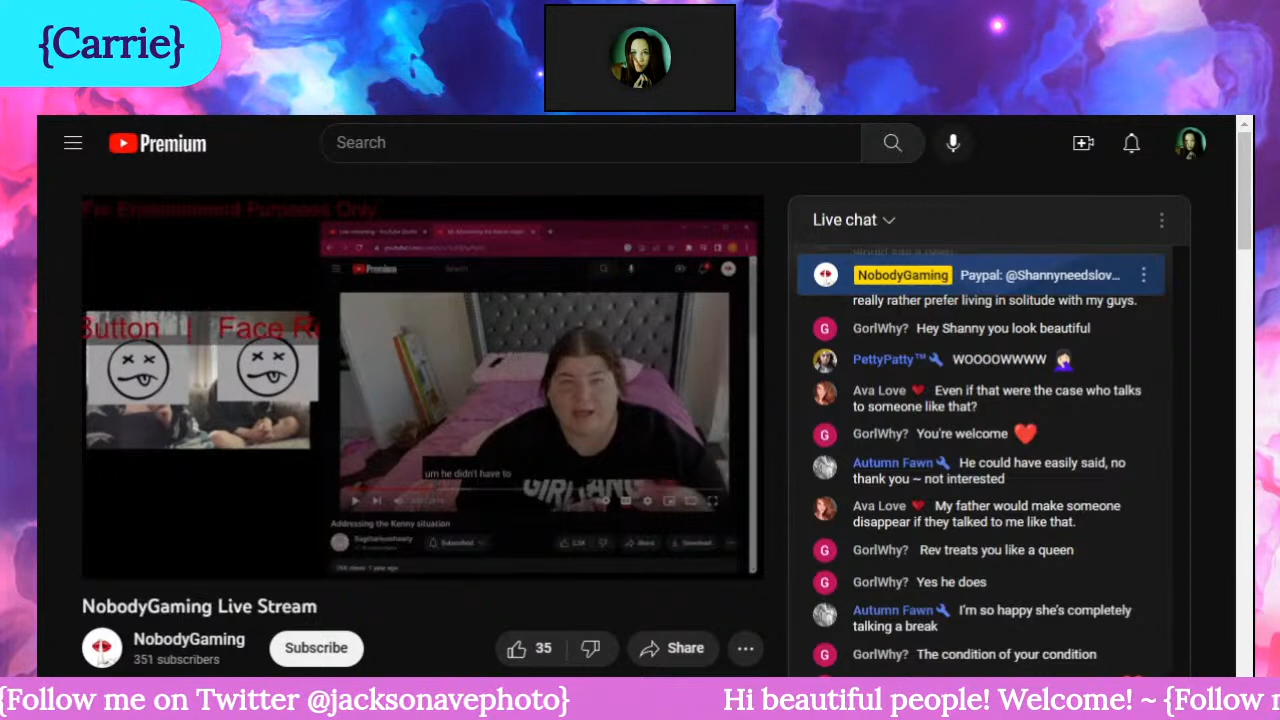 {Carrie}
Premium
Search
For Entertainment Purposes Only.
Button | Face R
Premium
Search
um he didn't have to
GIRL GANG
Addressing the Kenny situation
Subscribed
Share
Download
Live chat
NobodyGaming Paypal: @Shannyneedslov...
really rather prefer living in solitude with my guys.
G GorlWhy? Hey Shanny you look beautiful
PettyPatty™ WOOOOWWWW
Ava Love Even if that were the case who talks
to someone like that?
G GorlWhy? You're welcome
Autumn Fawn He could have easily said, no
thank you ~ not interested
Ava Love My father would make someone
disappear if they talked to me like that.
G GorlWhy? Rev treats you like a queen
G GorlWhy? Yes he does
Autumn Fawn I'm so happy she's completely
talking a break
G GorlWhy? The condition of your condition
NobodyGaming Live Stream
NobodyGaming
351 subscribers
Subscribe
35
Share
{Follow me on Twitter @jacksonavephoto} Hi beautiful people! Welcome! ~ {Follow